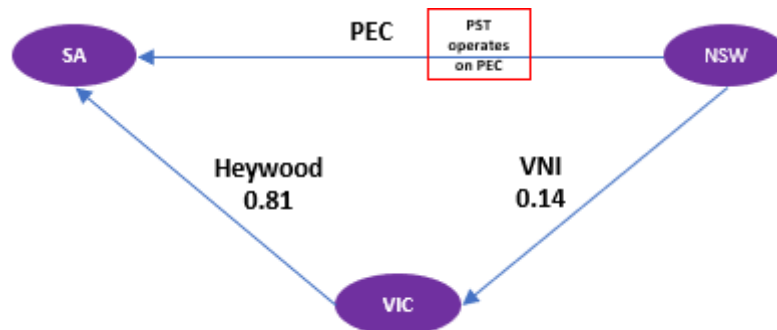 PEC
PST
operates
on PEC
SA
NSW
Heywood
0.81
VNI
0.14
VIC